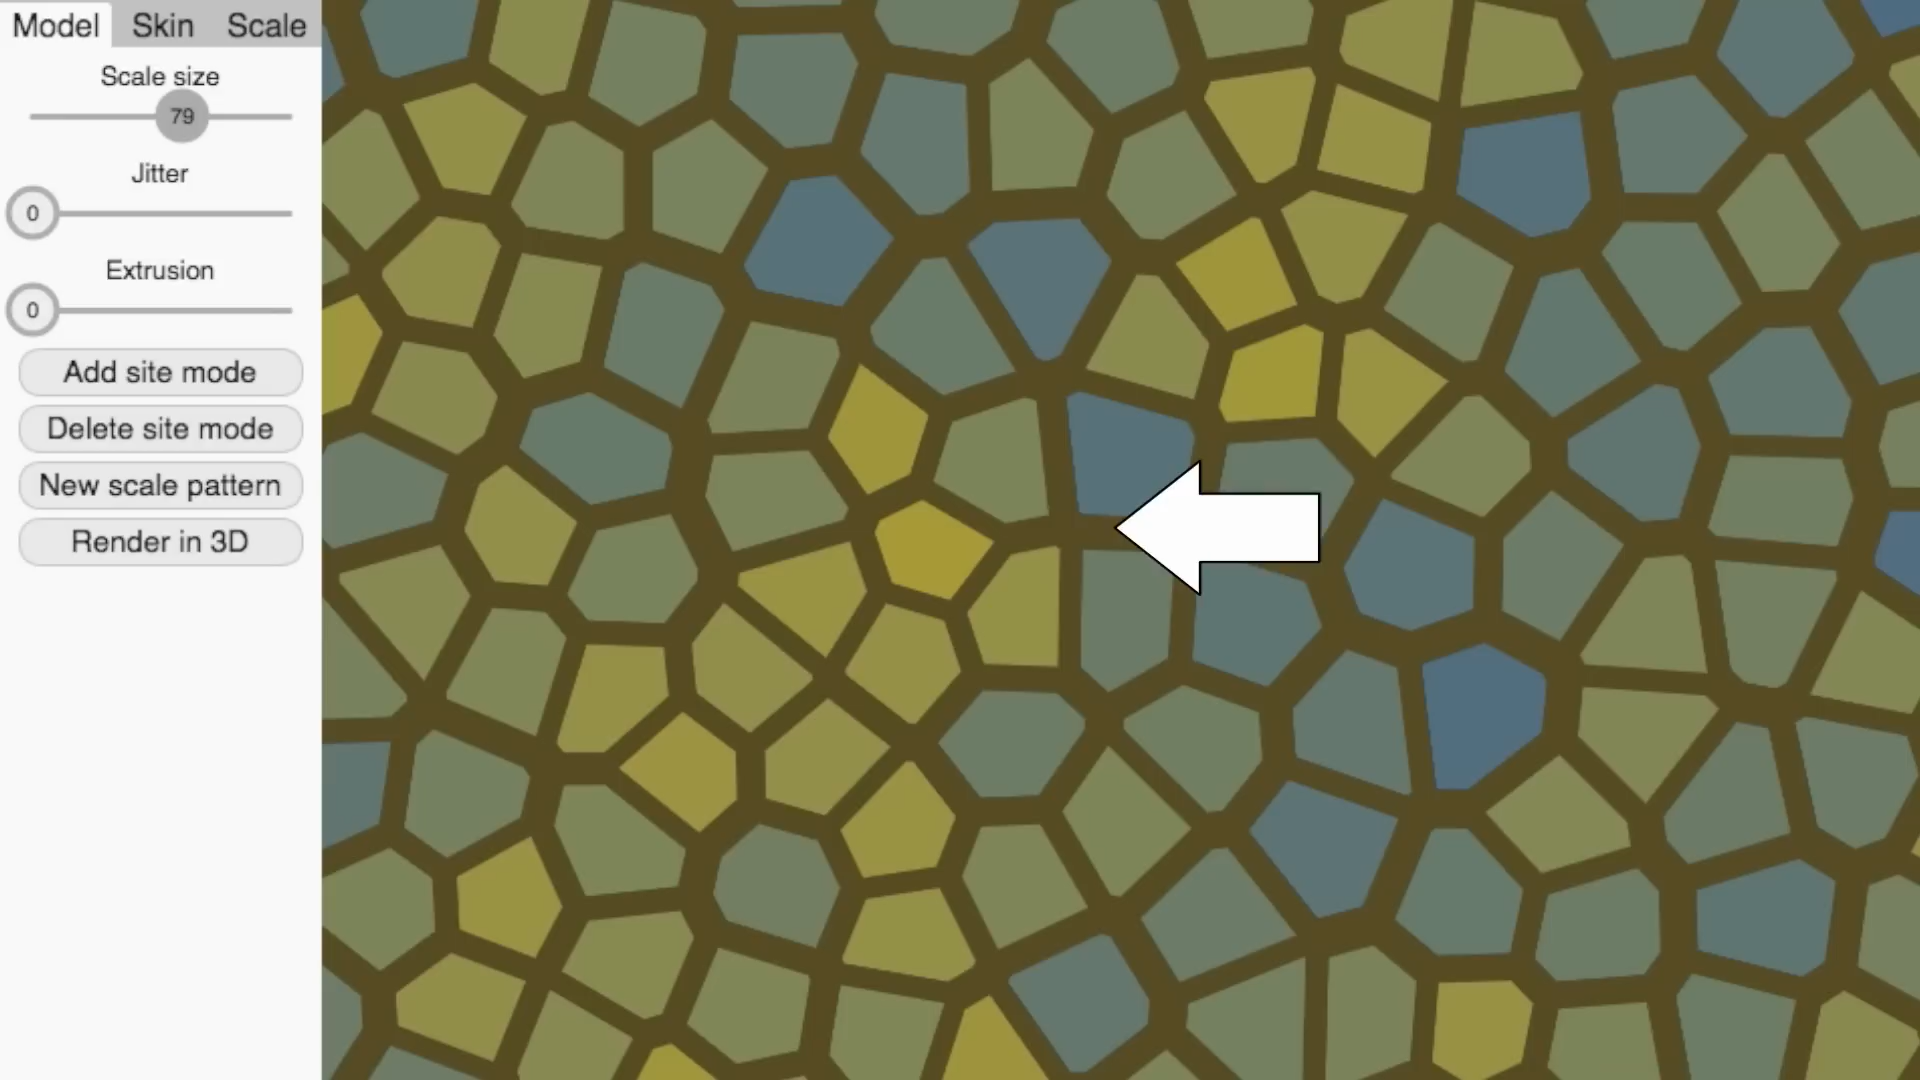 Model Skin Scale
Scale size
79
Jitter
0
Extrusion
0
Add site mode
Delete site mode
New scale pattern
Render in 3D